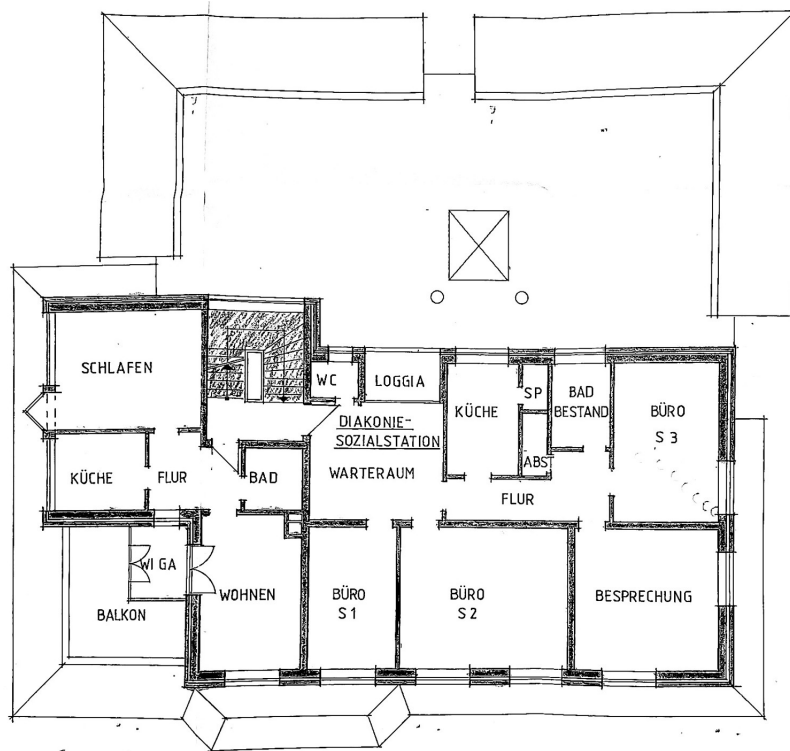 SCHLAFEN
WC
LOGGIA
KÜCHE
SP
BAD
BESTAND
BÜRO
S 3
DIAKONIE-
SOZIALSTATION
WARTERAUM
ABS
KÜCHE
FLUR
BAD
FLUR
WI GA
BALKON
WOHNEN
BÜRO
S 1
BÜRO
S 2
BESPRECHUNG